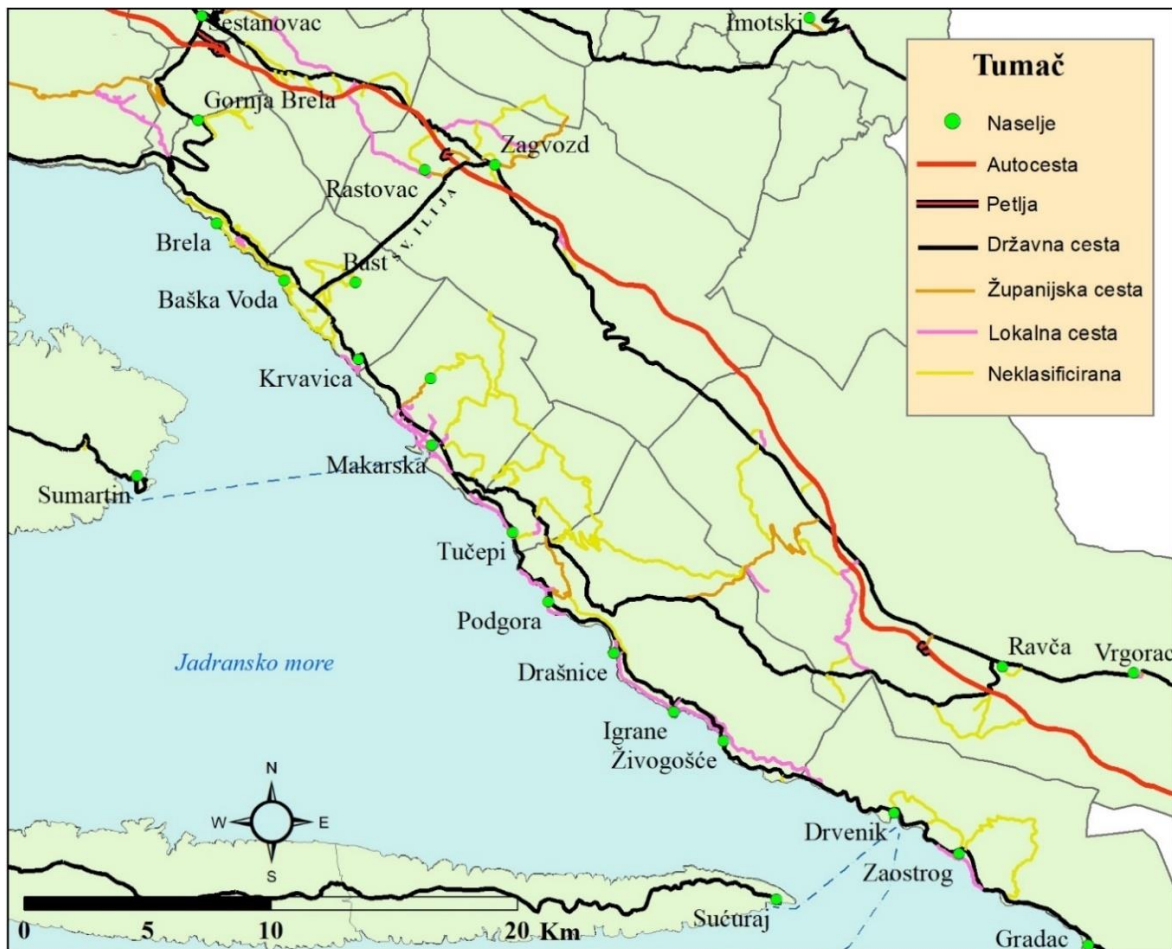 Šestanovac
Imotski
Tumač
Naselje
Autocesta
Petlja
Državna cesta
Županijska cesta
Lokalna cesta
Neklasificirana
Gornja Brela
Zagvozd
Rastovac
SV. ILIJA
Brela
Bast
Baška Voda
Krvavica
Makarska
Sumartin
Tučepi
Podgora
Jadransko more
Drašnice
Ravča
Vrgorac
Igrane
Živogošće
N
W
E
S
Drvenik
Zaostrog
Sućuraj
Gradac
0 5 10 20 Km